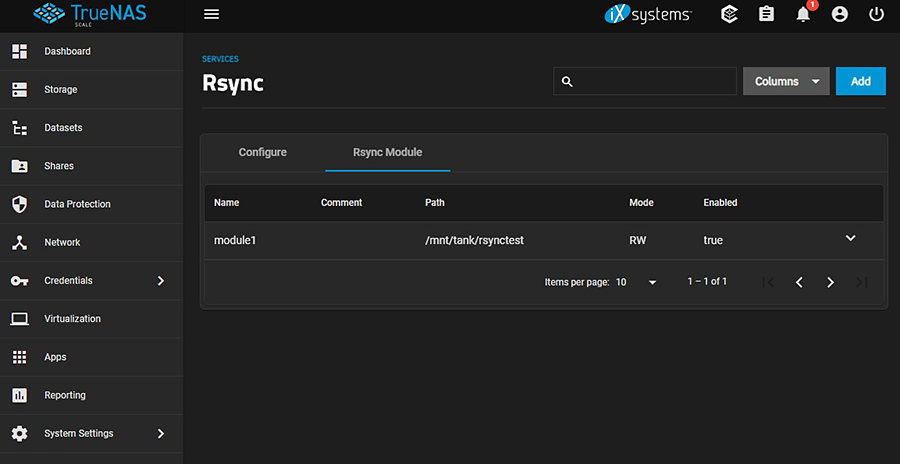 TrueNAS
SCALE
iX systems™
1
Dashboard
Storage
Datasets
Shares
Data Protection
Network
Credentials
Virtualization
Apps
Reporting
System Settings
SERVICES
Rsync
Columns
Add
Configure Rsync Module
Name Comment Path Mode Enabled
module1 /mnt/tank/rsynctest RW true
Items per page: 10 1 – 1 of 1